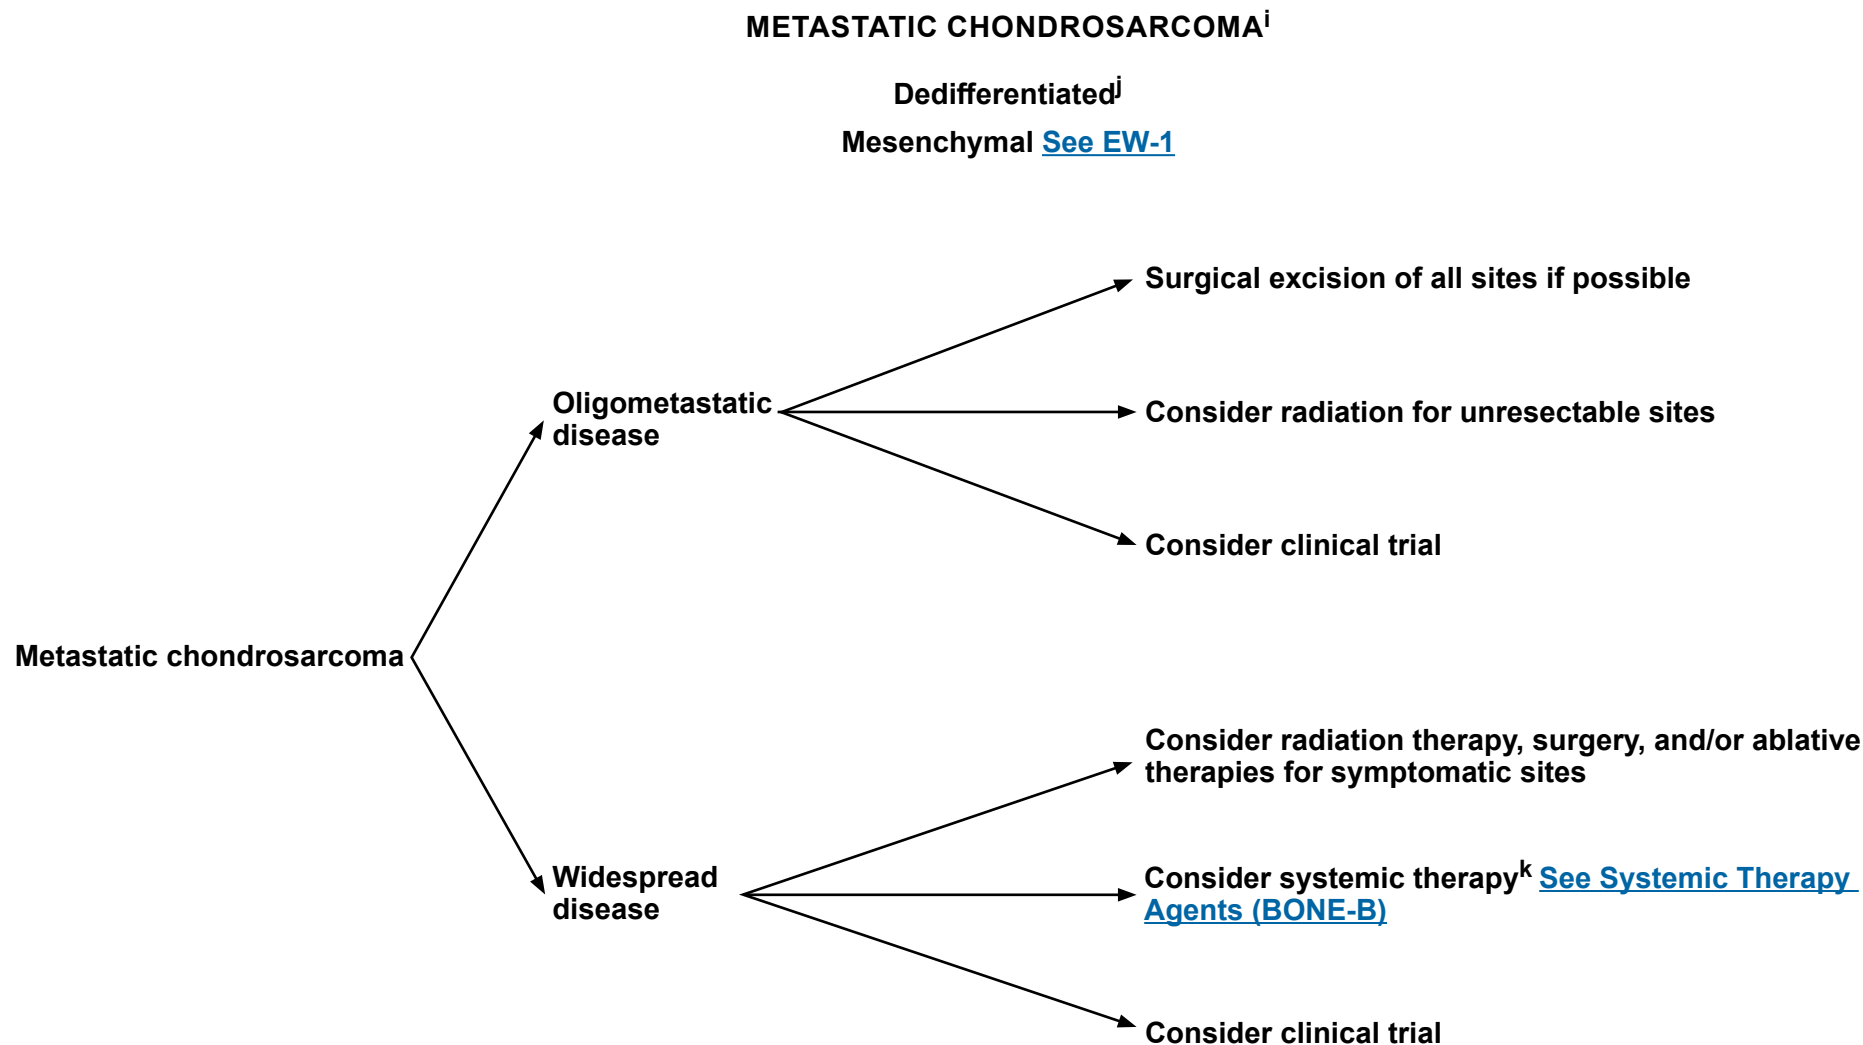 METASTATIC CHONDROSARCOMAⁱ
Dedifferentiatedʲ
Mesenchymal See EW-1
Surgical excision of all sites if possible
Oligometastatic
disease
Consider radiation for unresectable sites
Consider clinical trial
Metastatic chondrosarcoma
Consider radiation therapy, surgery, and/or ablative
therapies for symptomatic sites
Widespread
disease
Consider systemic therapyᵏ See Systemic Therapy
Agents (BONE-B)
Consider clinical trial